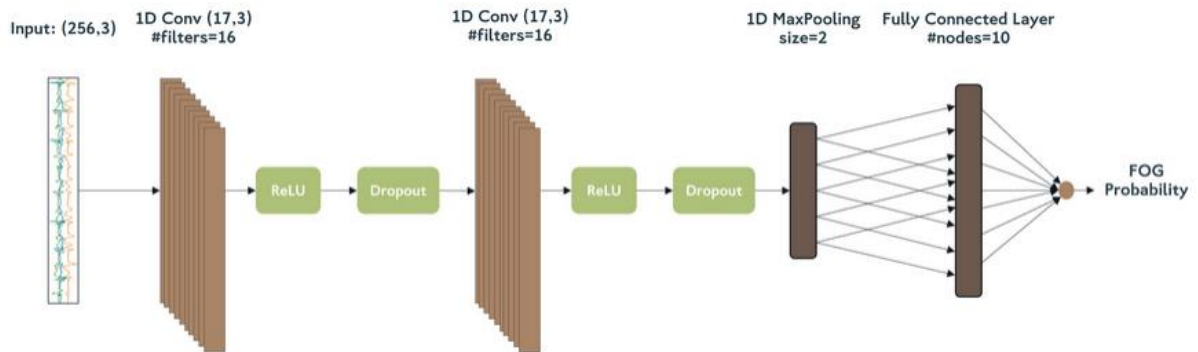 Input: (256,3)
1D Conv (17,3)
#filters=16
1D Conv (17,3)
#filters=16
1D MaxPooling
size=2
Fully Connected Layer
#nodes=10
ReLU
Dropout
ReLU
Dropout
FOG
Probability